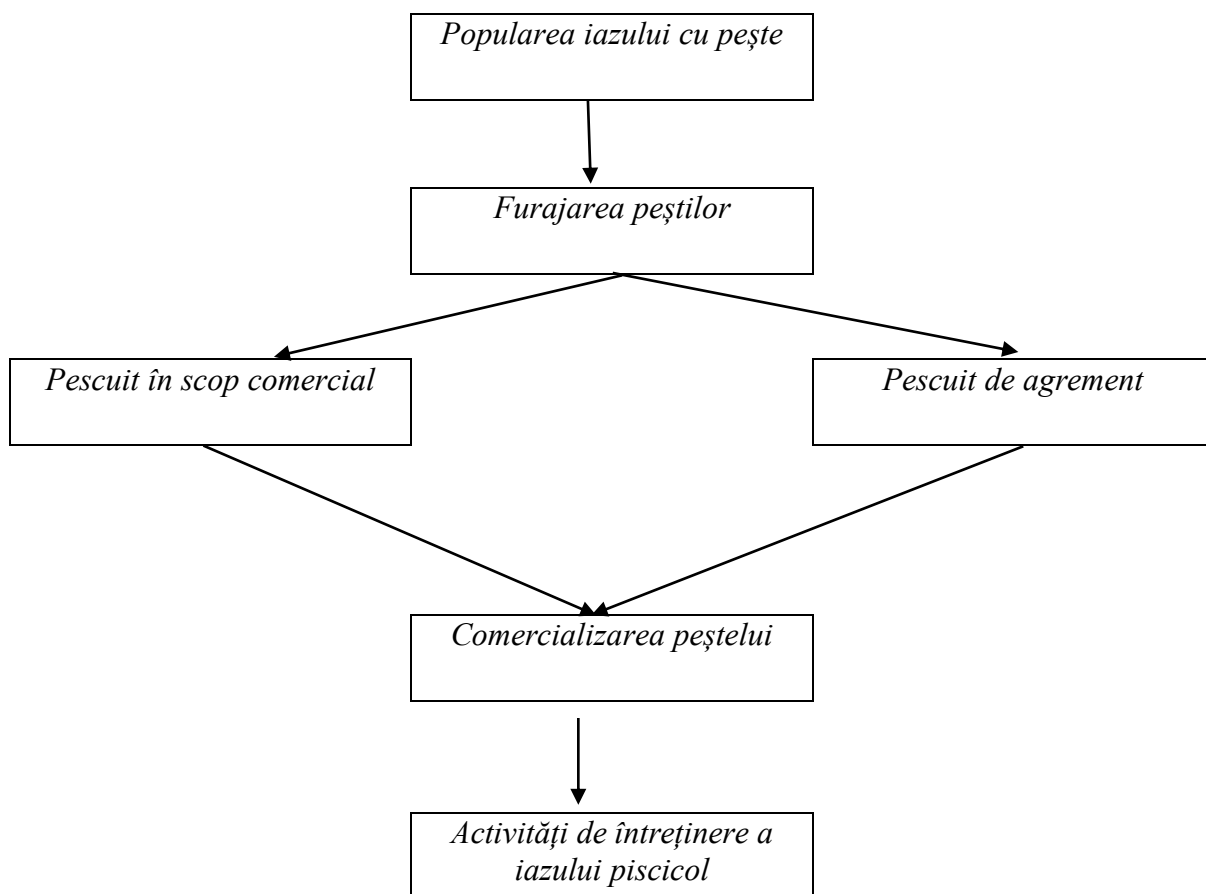 Popularea iazului cu pește
Furajarea peștilor
Pescuit în scop comercial
Pescuit de agrement
Comercializarea peștelui
Activități de întreținere a
iazului piscicol